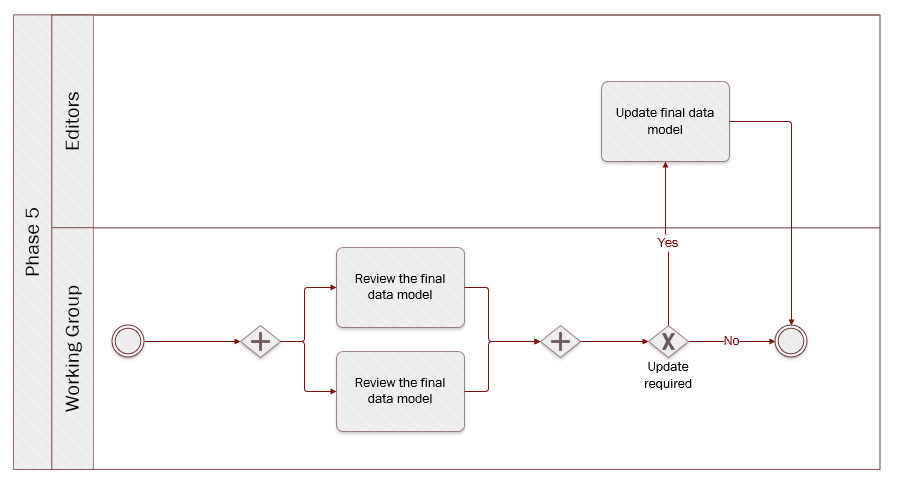 Phase 5
Editors
Update final data
model
Working Group
Review the final
data model
Review the final
data model
Yes
X
Update
required
No